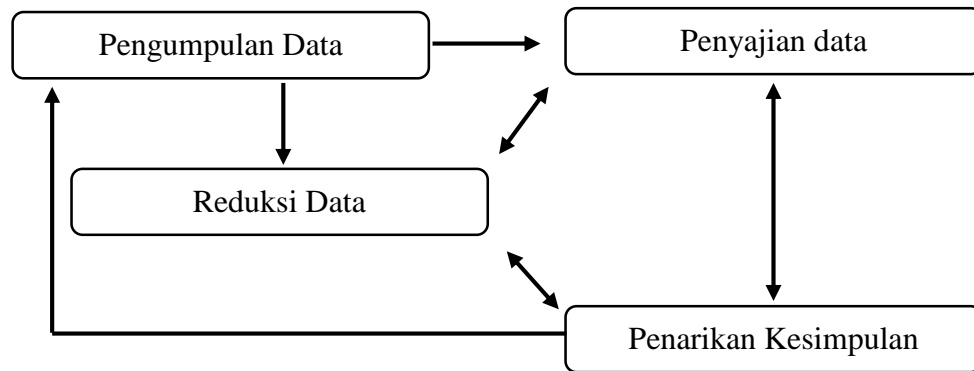 Pengumpulan Data
Penyajian data
Reduksi Data
Penarikan Kesimpulan